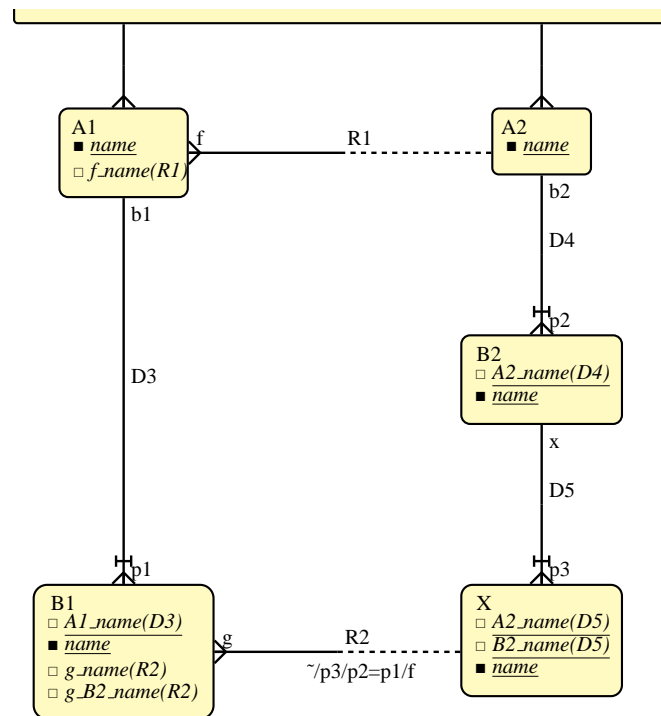 A1
■ name
□ f_name(R1)
f
R1
A2
■ name
b1
b2
D4
p2
B2
□ A2_name(D4)
■ name
D3
x
D5
p1
p3
B1
□ A1_name(D3)
■ name
□ g_name(R2)
□ g_B2_name(R2)
g
R2
~/p3/p2=p1/f
X
□ A2_name(D5)
□ B2_name(D5)
■ name